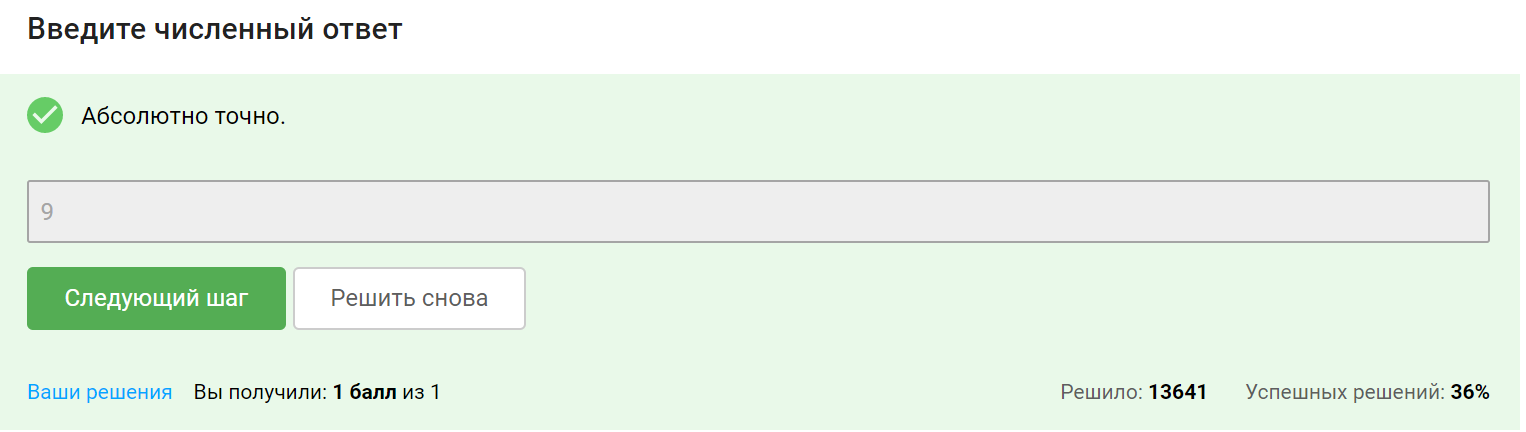 Введите численный ответ
Абсолютно точно.
9
Следующий шаг Решить снова
Ваши решения Вы получили: 1 балл из 1 Решило: 13641 Успешных решений: 36%